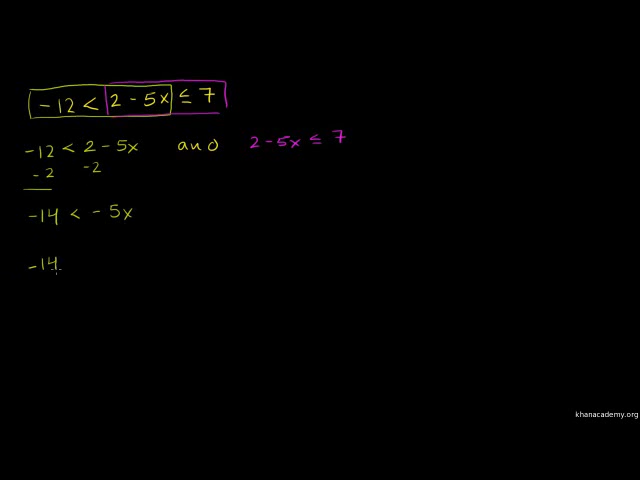 -12 < 2 - 5x ≤ 7
-12 < 2 - 5x and 2 - 5x ≤ 7
-2 -2
-14 < -5x
-14
khanacademy.org